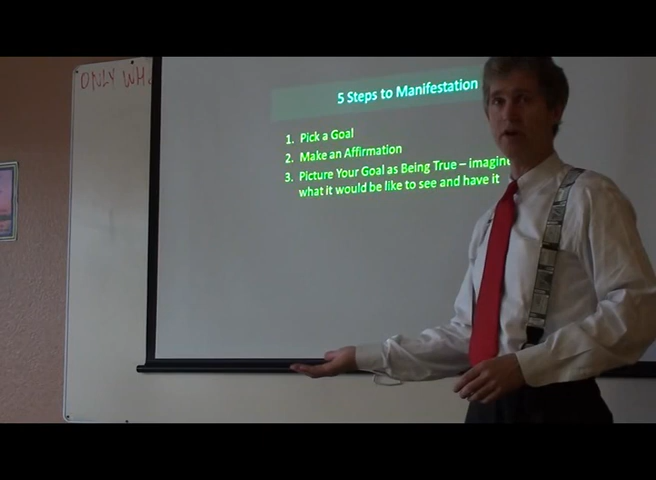 ONLY WH
5 Steps to Manifestation
1. Pick a Goal
2. Make an Affirmation
3. Picture Your Goal as Being True – imagine
what it would be like to see and have it